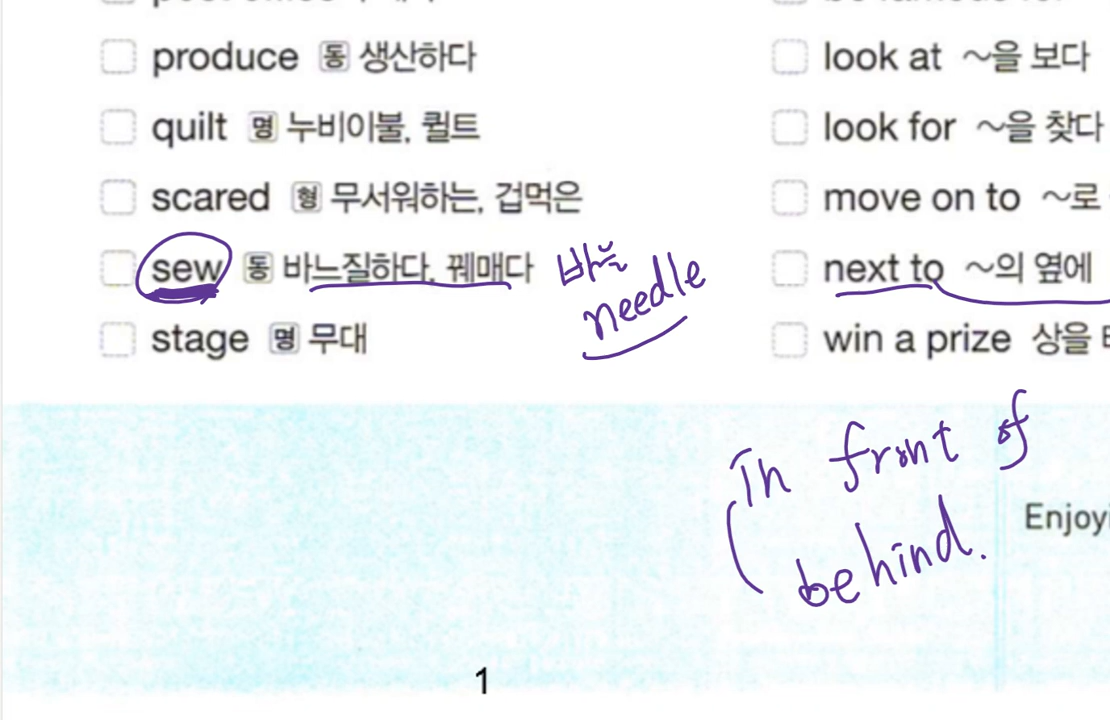 produce 동 생산하다
quilt 명 누비이불, 퀼트
scared 형 무서워하는, 겁먹은
sew 동 바느질하다, 꿰매다
needle
stage 명 무대
look at ~을 보다
look for ~을 찾다
move on to ~로
next to ~의 옆에
win a prize 상을
In front of
behind.
Enjoyi
1